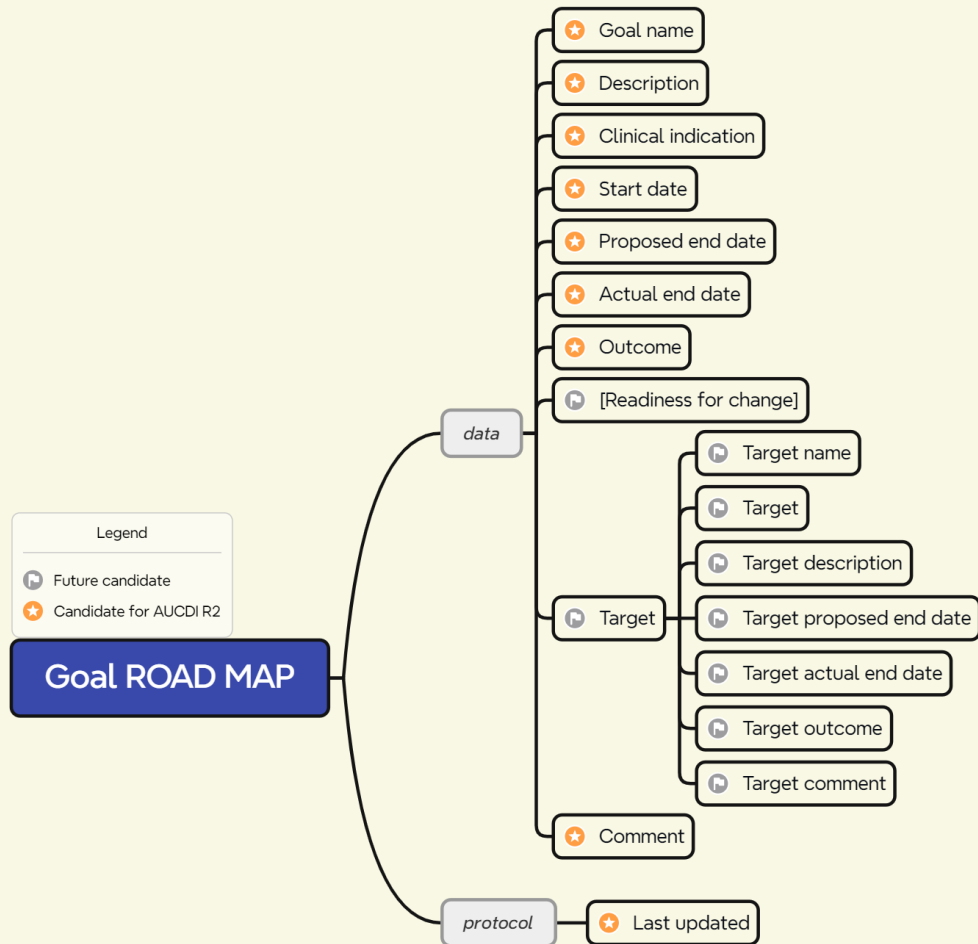 Goal name
Description
Clinical indication
Start date
Proposed end date
Actual end date
Outcome
[Readiness for change]
data
Target name
Target
Target description
Target
Target proposed end date
Target actual end date
Target outcome
Target comment
Comment
Legend
Future candidate
Candidate for AUCDI R2
Goal ROAD MAP
protocol
Last updated